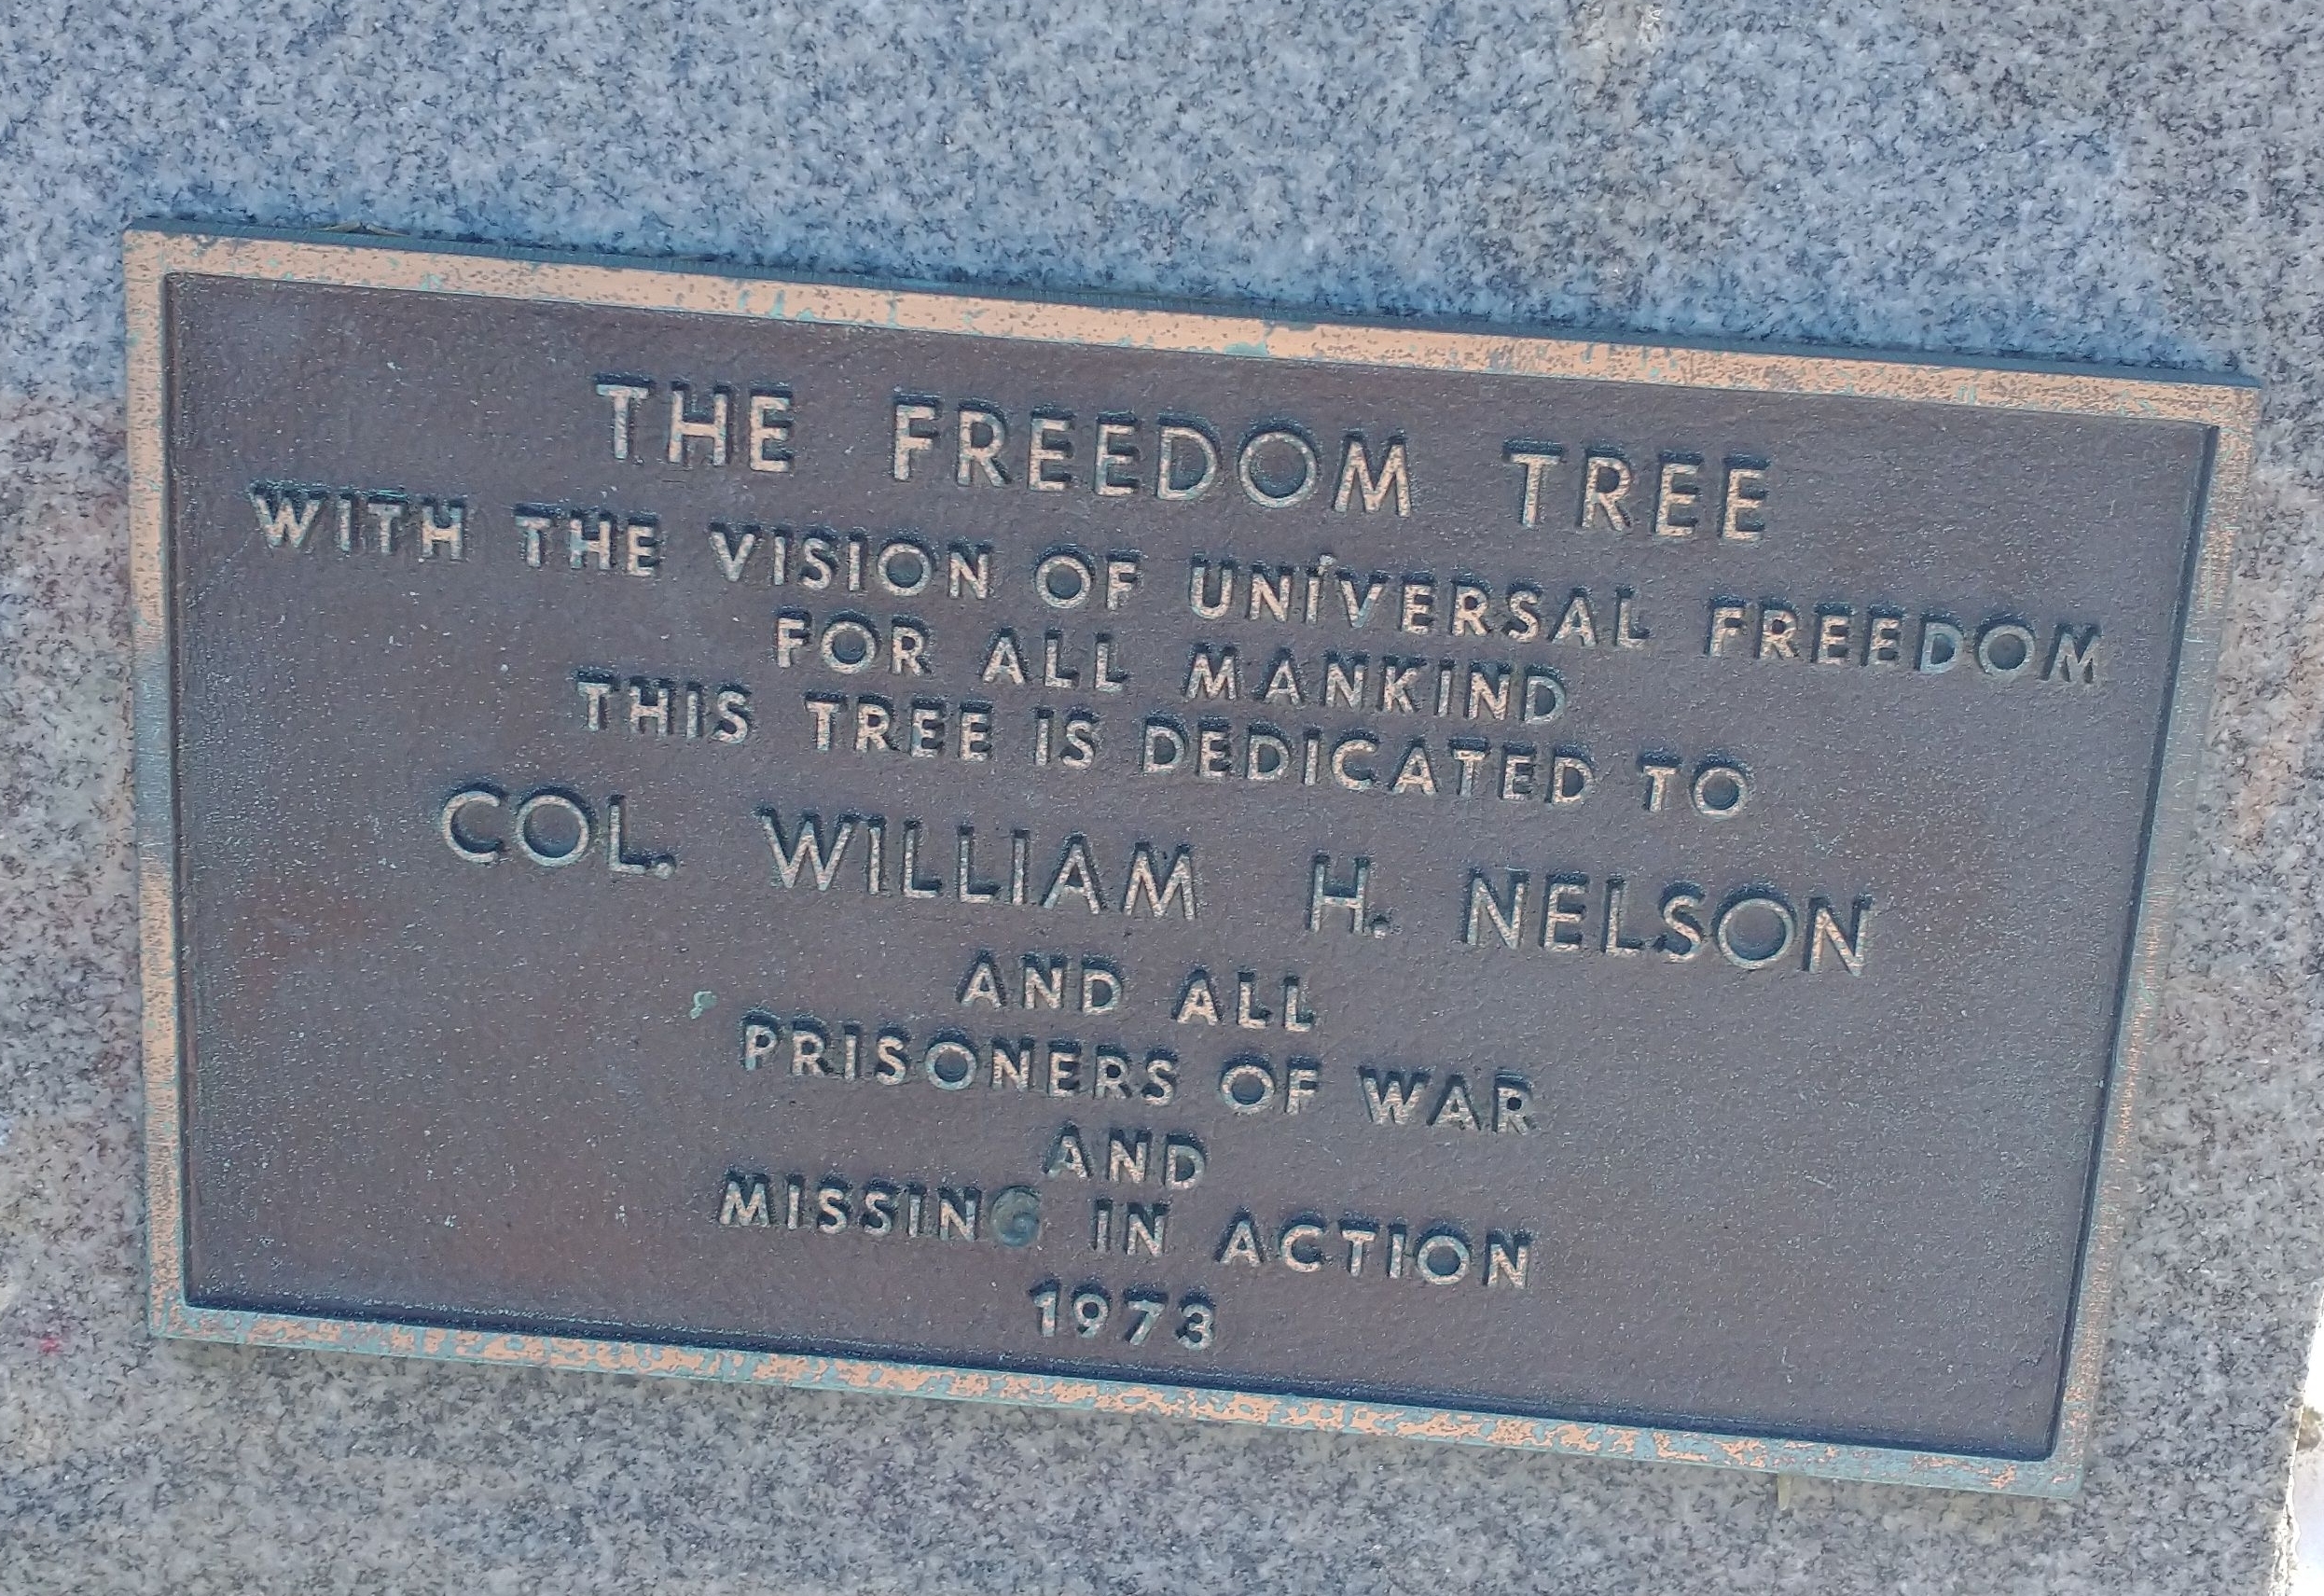 THE FREEDOM TREE
WITH THE VISION OF UNIVERSAL FREEDOM
FOR ALL MANKIND
THIS TREE IS DEDICATED TO
COL. WILLIAM H. NELSON
AND ALL
PRISONERS OF WAR
AND
MISSING IN ACTION
1973